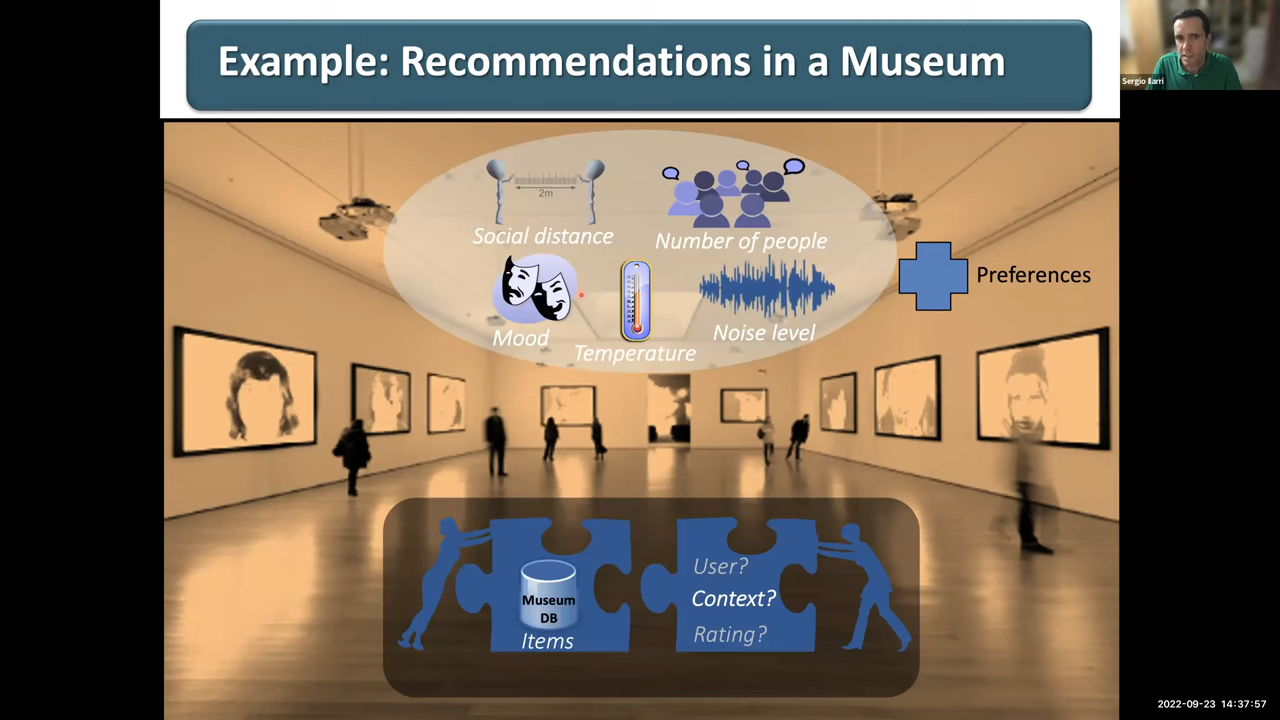 Example: Recommendations in a Museum
Sergio Ilarri
2m
Social distance
Number of people
Preferences
Mood
Temperature
Noise level
Museum
DB
Items
User?
Context?
Rating?
2022-09-23 14:37:57